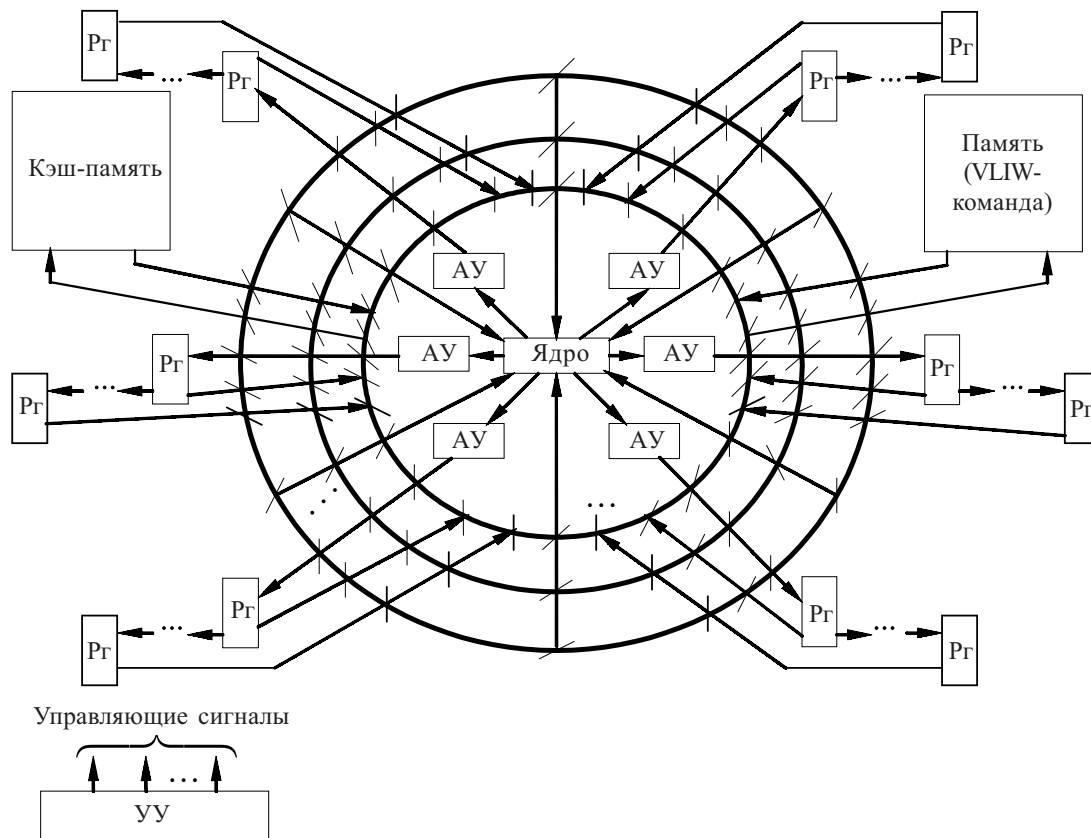 Рг
Рг
...
Рг
...
Рг
Кэш-память
Память
(VLIW-
команда)
АУ
АУ
Рг
...
Рг
АУ
Ядро
АУ
Рг
...
Рг
АУ
АУ
...
...
Рг
...
Рг
Рг
...
Рг
Управляющие сигналы
...
УУ